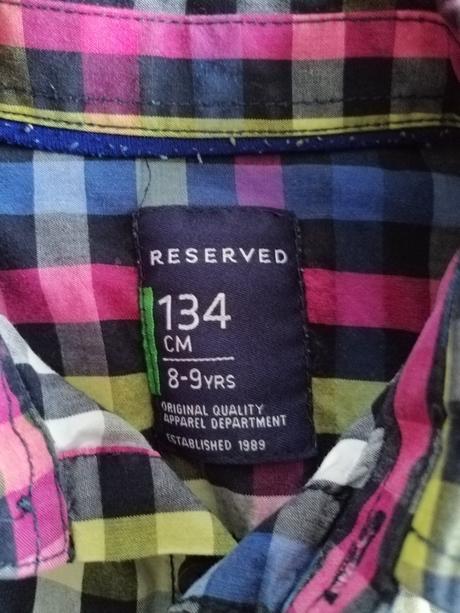 RESERVED
134
CM
8-9YRS
ORIGINAL QUALITY
APPAREL DEPARTMENT
ESTABLISHED 1989